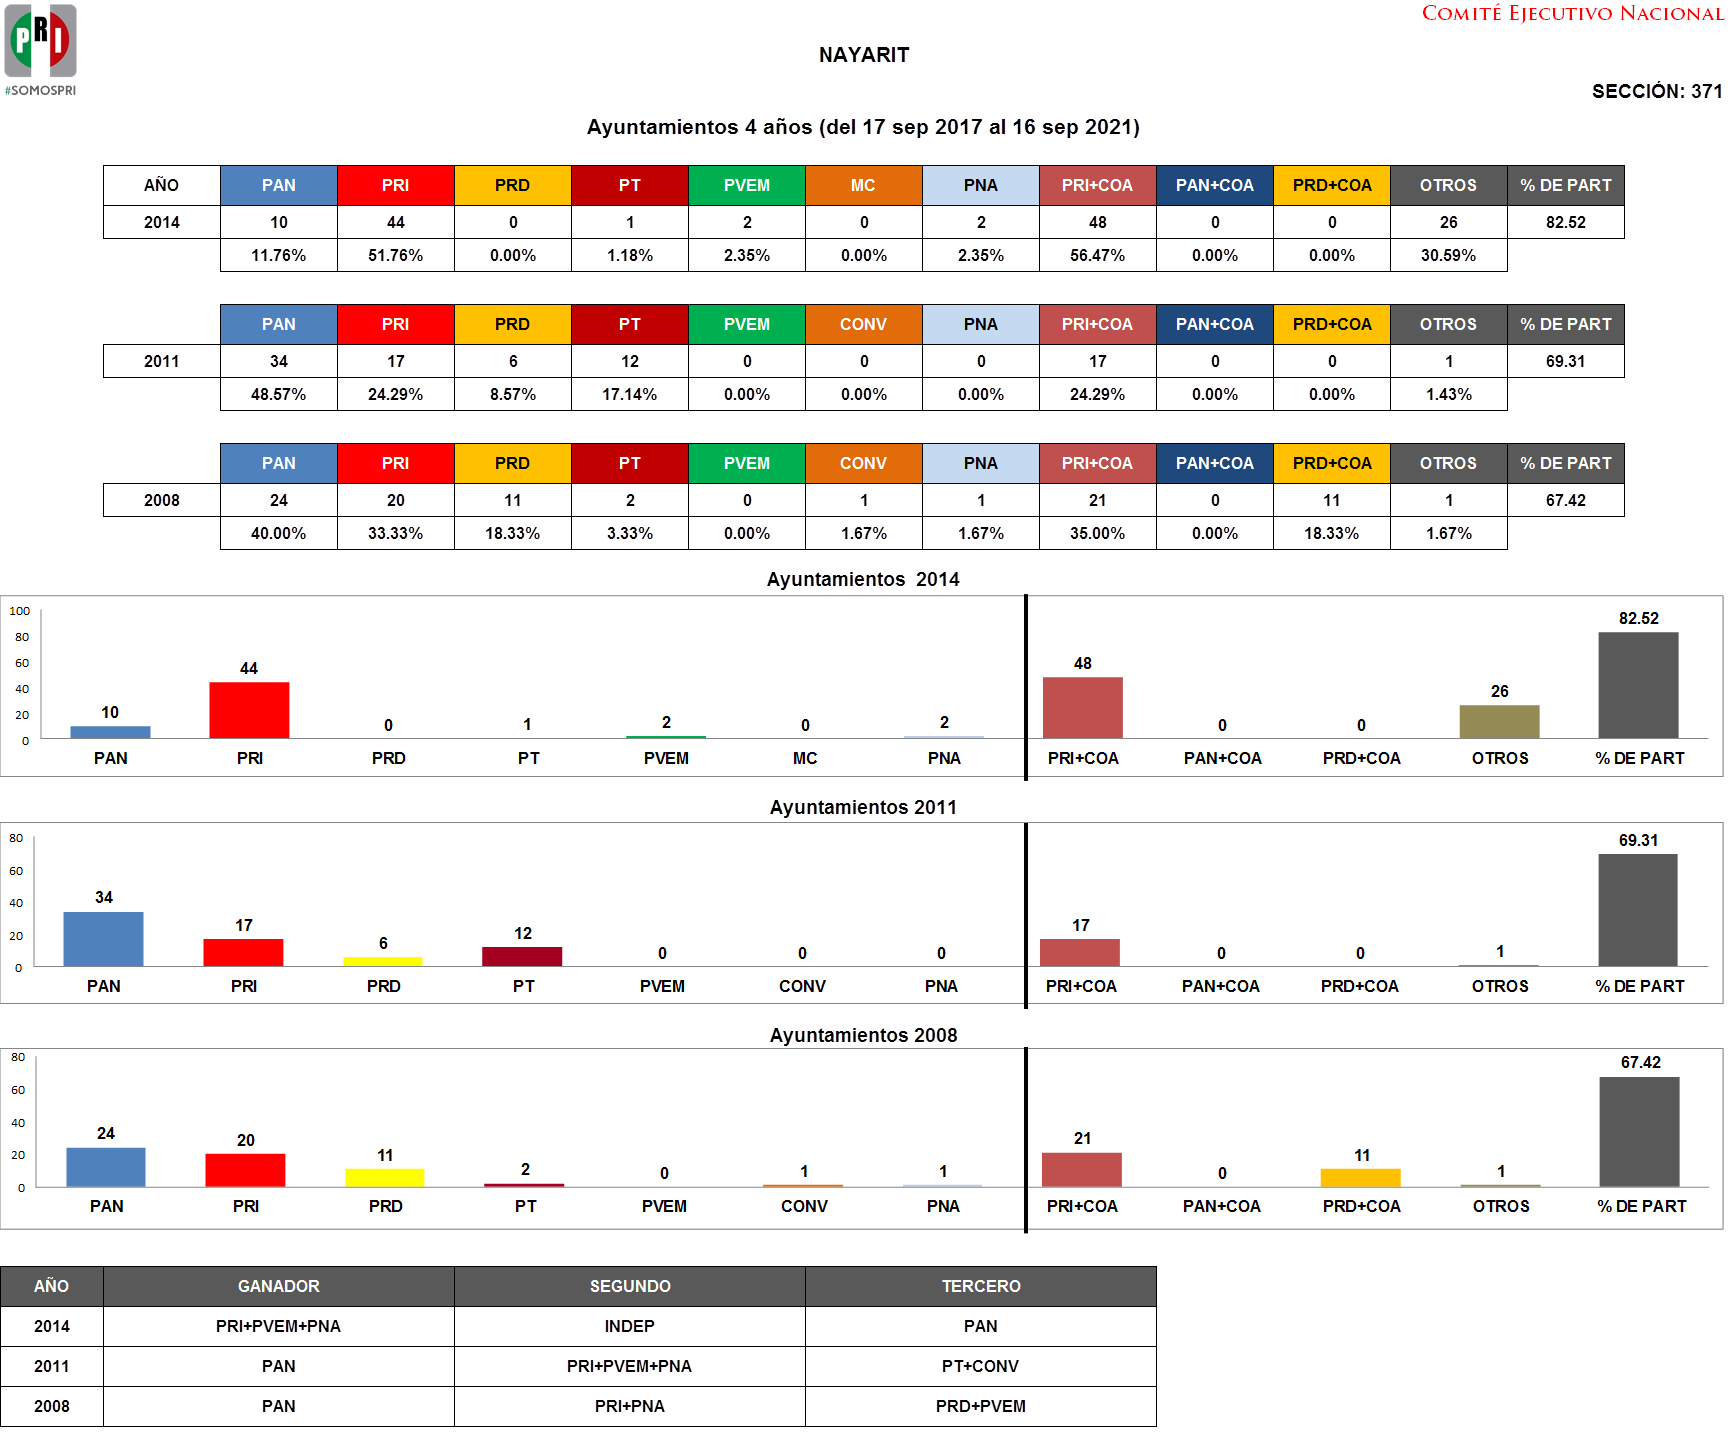 COMITÉ EJECUTIVO NACIONAL
PRI
#SOMOSPRI
NAYARIT
SECCIÓN: 371
Ayuntamientos 4 años (del 17 sep 2017 al 16 sep 2021)
AÑO PAN PRI PRD PT PVEM MC PNA PRI+COA PAN+COA PRD+COA OTROS % DE PART
2014 10 44 0 1 2 0 2 48 0 0 26 82.52
11.76% 51.76% 0.00% 1.18% 2.35% 0.00% 2.35% 56.47% 0.00% 0.00% 30.59%
PAN PRI PRD PT PVEM CONV PNA PRI+COA PAN+COA PRD+COA OTROS % DE PART
2011 34 17 6 12 0 0 0 17 0 0 1 69.31
48.57% 24.29% 8.57% 17.14% 0.00% 0.00% 0.00% 24.29% 0.00% 0.00% 1.43%
PAN PRI PRD PT PVEM CONV PNA PRI+COA PAN+COA PRD+COA OTROS % DE PART
2008 24 20 11 2 0 1 1 21 0 11 1 67.42
40.00% 33.33% 18.33% 3.33% 0.00% 1.67% 1.67% 35.00% 0.00% 18.33% 1.67%
Ayuntamientos 2014
100
80
60
40
20
0
10 44 0 1 2 0 2 48 0 0 26 82.52
PAN PRI PRD PT PVEM MC PNA PRI+COA PAN+COA PRD+COA OTROS % DE PART
Ayuntamientos 2011
80
60
40
20
0
34 17 6 12 0 0 0 17 0 0 1 69.31
PAN PRI PRD PT PVEM CONV PNA PRI+COA PAN+COA PRD+COA OTROS % DE PART
Ayuntamientos 2008
80
60
40
20
0
24 20 11 2 0 1 1 21 0 11 1 67.42
PAN PRI PRD PT PVEM CONV PNA PRI+COA PAN+COA PRD+COA OTROS % DE PART
AÑO GANADOR SEGUNDO TERCERO
2014 PRI+PVEM+PNA INDEP PAN
2011 PAN PRI+PVEM+PNA PT+CONV
2008 PAN PRI+PNA PRD+PVEM